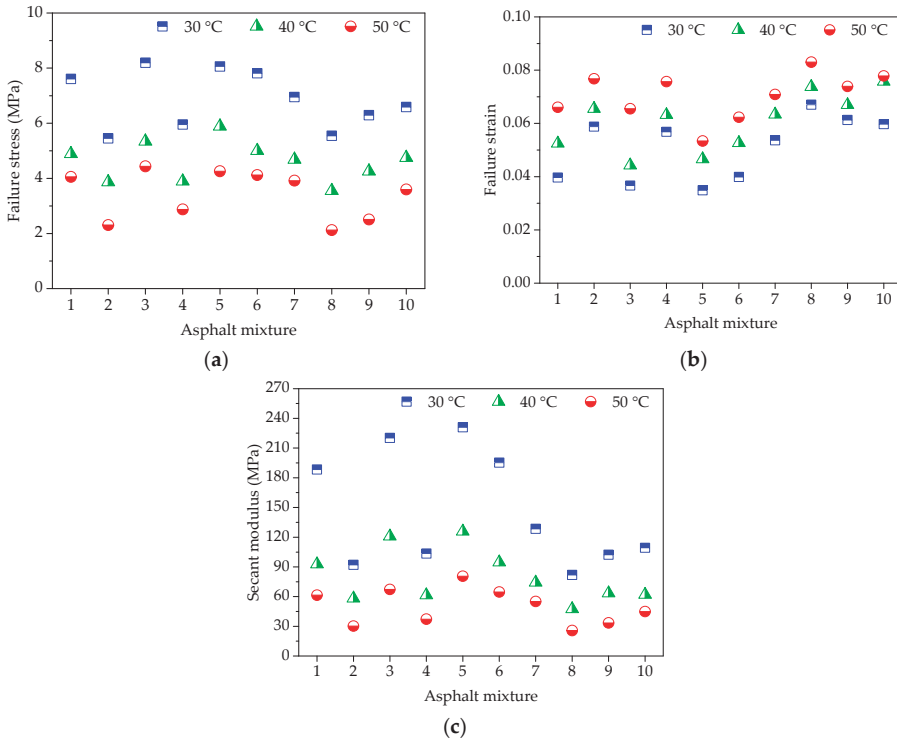 30 °C 40 °C 50 °C
10
8
6
4
2
0
Failure stress (MPa)
1 2 3 4 5 6 7 8 9 10
Asphalt mixture
(a)
30 °C 40 °C 50 °C
0.10
0.08
0.06
0.04
0.02
0.00
Failure strain
1 2 3 4 5 6 7 8 9 10
Asphalt mixture
(b)
30 °C 40 °C 50 °C
270
240
210
180
150
120
90
60
30
0
Secant modulus (MPa)
1 2 3 4 5 6 7 8 9 10
Asphalt mixture
(c)